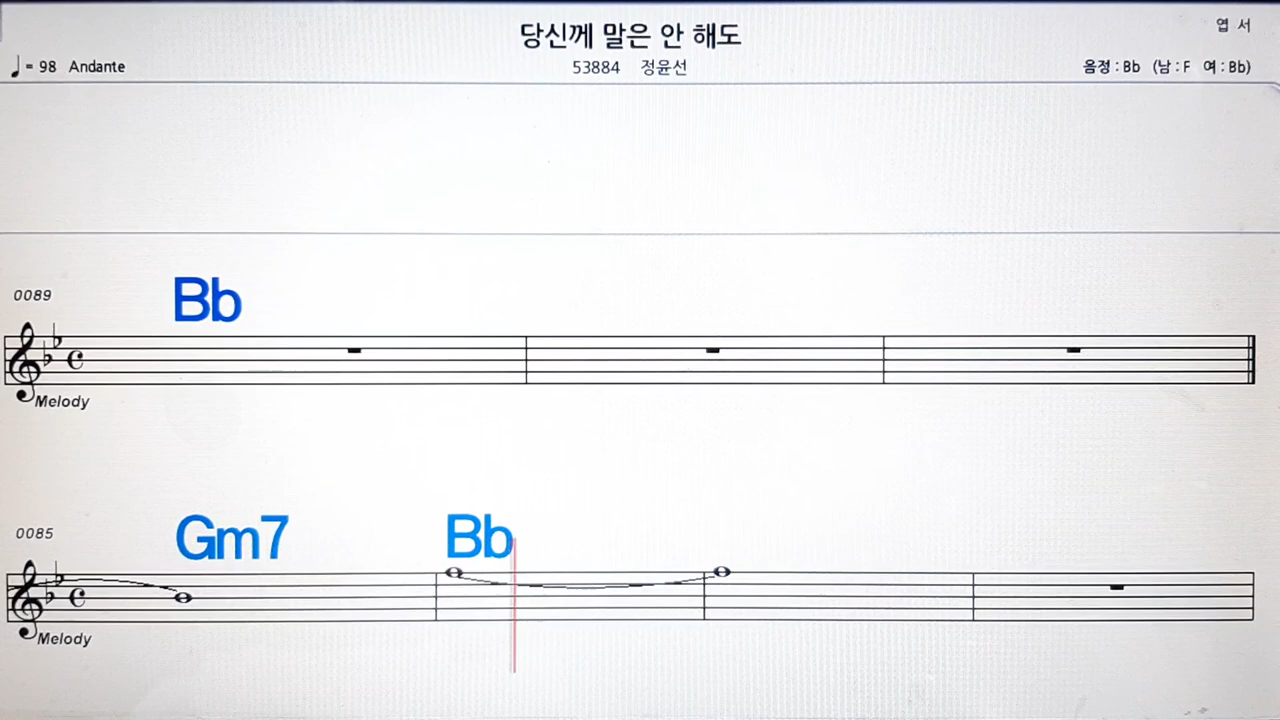 당신께 말은 안 해도
엽 서
♩= 98 Andante
53884 정윤선
음정 : Bb (남 : F 여 : Bb)
0089
Bb
Melody
0085
Gm7 Bb
Melody